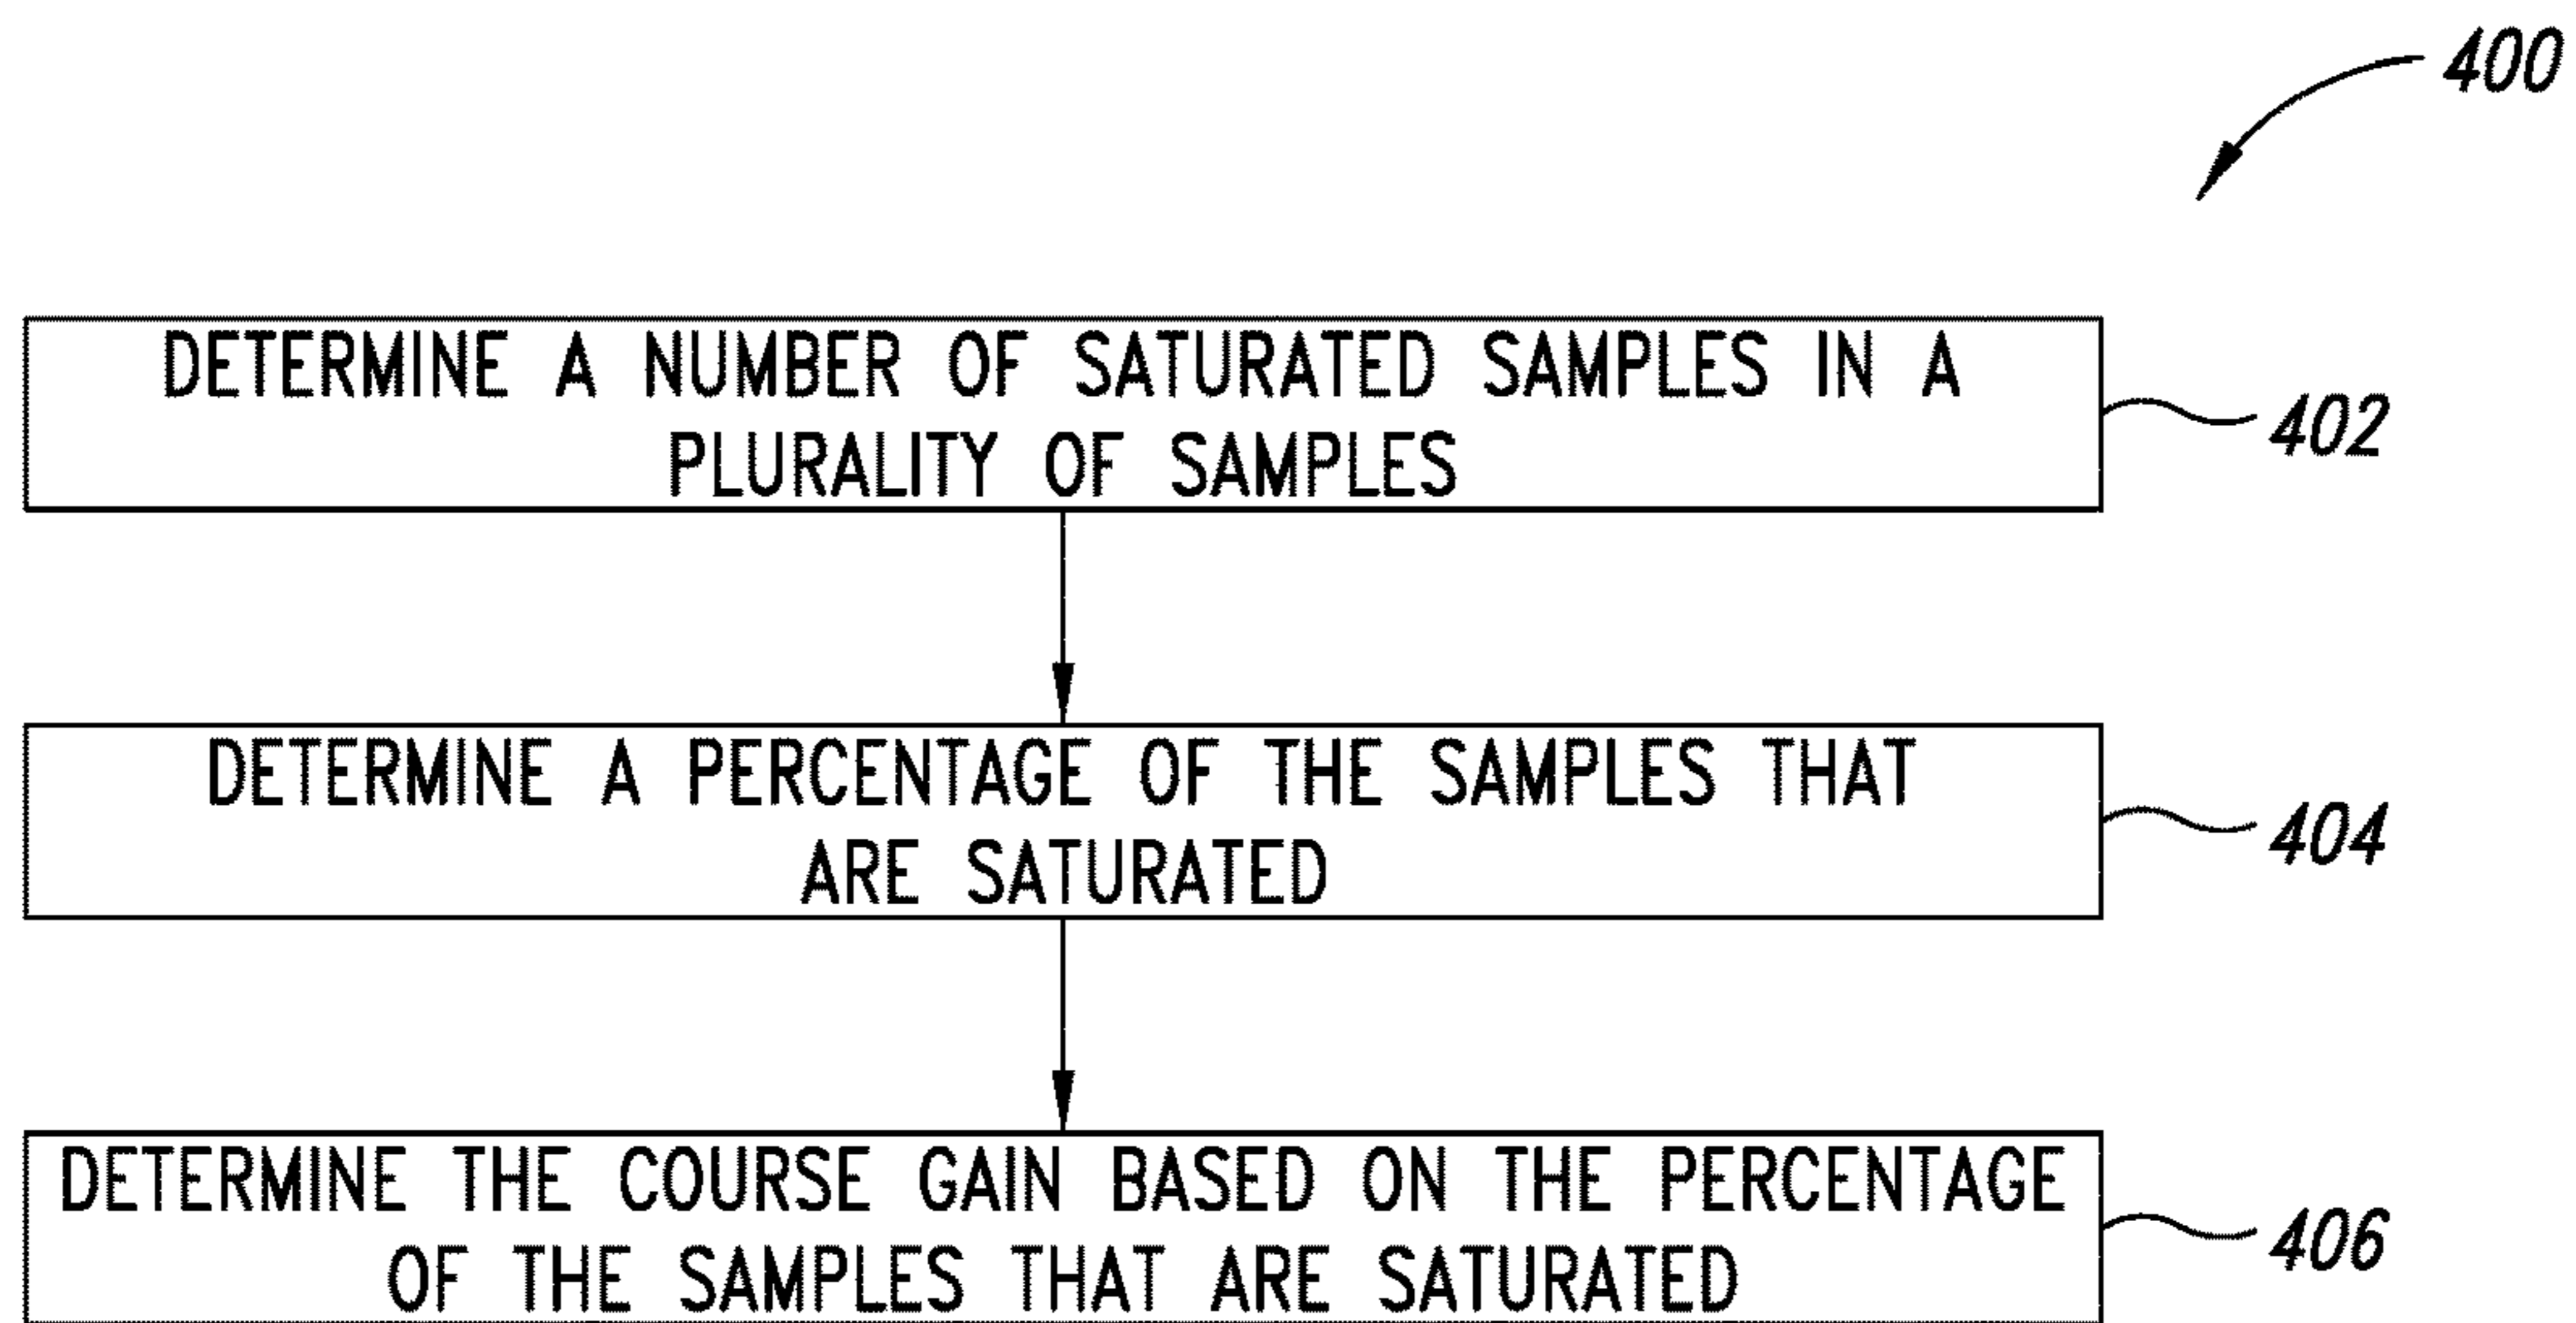 400
DETERMINE A NUMBER OF SATURATED SAMPLES IN A
PLURALITY OF SAMPLES
402
DETERMINE A PERCENTAGE OF THE SAMPLES THAT
ARE SATURATED
404
DETERMINE THE COURSE GAIN BASED ON THE PERCENTAGE
OF THE SAMPLES THAT ARE SATURATED
406